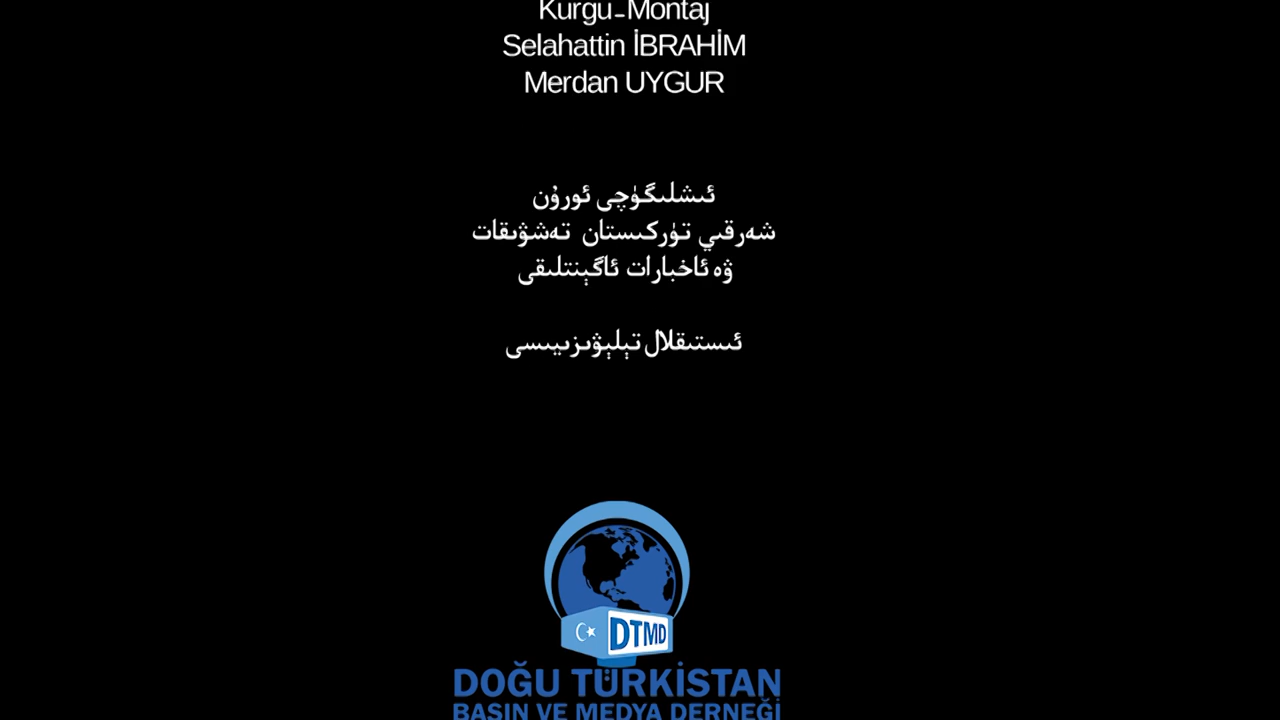 Kurgu-Montaj
Selahattin İBRAHİM
Merdan UYGUR
ئىشلىگۈچى ئورۇن
شەرقىي تۈركىستان تەشۋىقات
ۋە ئاخبارات ئاگېنتلىقى
ئىستىقلال تېلېۋىزىيىسى
DTMD
DOĞU TÜRKİSTAN
BASIN VE MEDYA DERNEĞİ